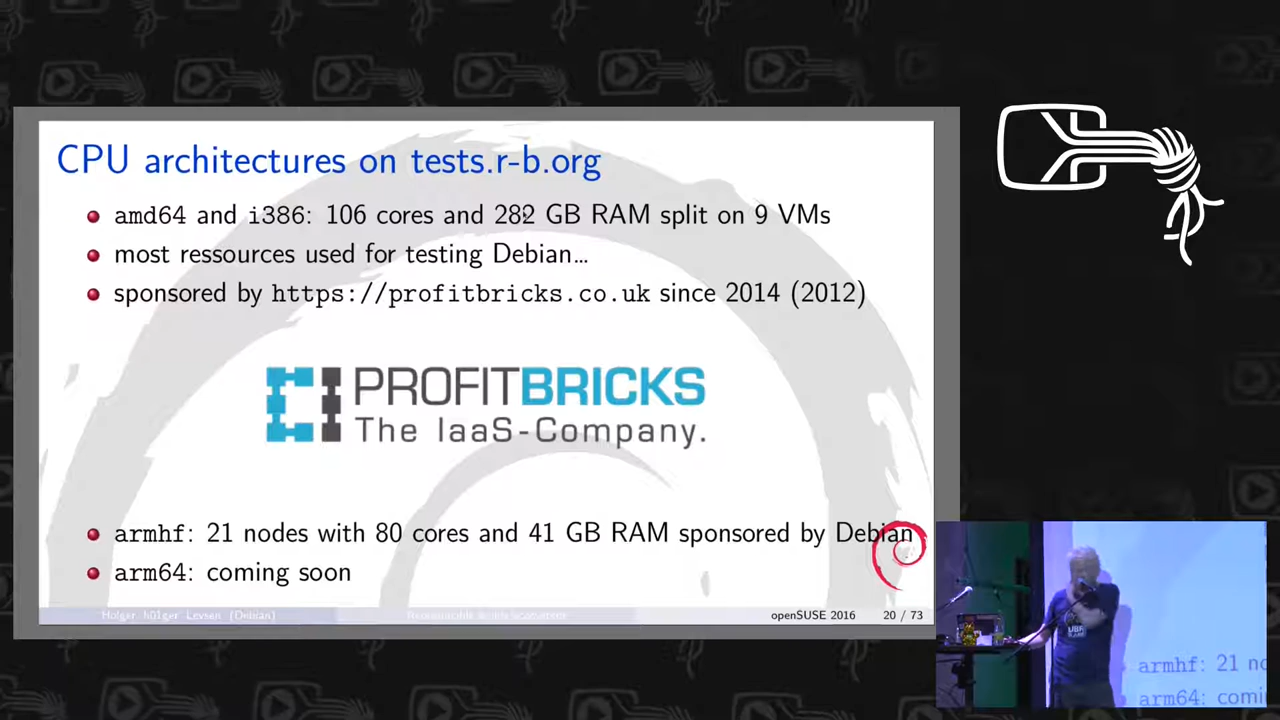 CPU architectures on tests.r-b.org
amd64 and i386: 106 cores and 282 GB RAM split on 9 VMs
most ressources used for testing Debian...
sponsored by https://profitbricks.co.uk since 2014 (2012)
PROFITBRICKS
The IaaS-Company.
armhf: 21 nodes with 80 cores and 41 GB RAM sponsored by Debian
arm64: coming soon
Holger Levsen (Debian)
openSUSE 2016 20 / 73
armhf: 21 no
arm64: comi